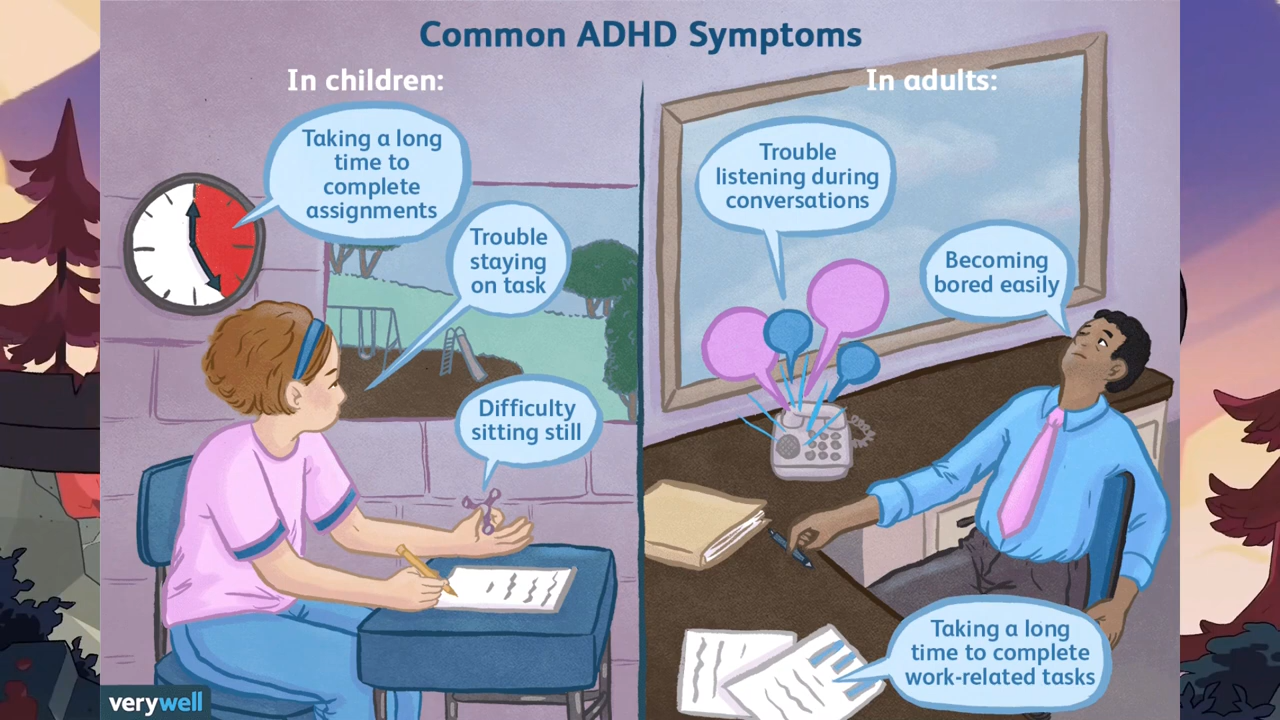 Common ADHD Symptoms
In children:
Taking a long
time to
complete
assignments
Trouble
staying
on task
Difficulty
sitting still
In adults:
Trouble
listening during
conversations
Becoming
bored easily
Taking a long
time to complete
work-related tasks
verywell